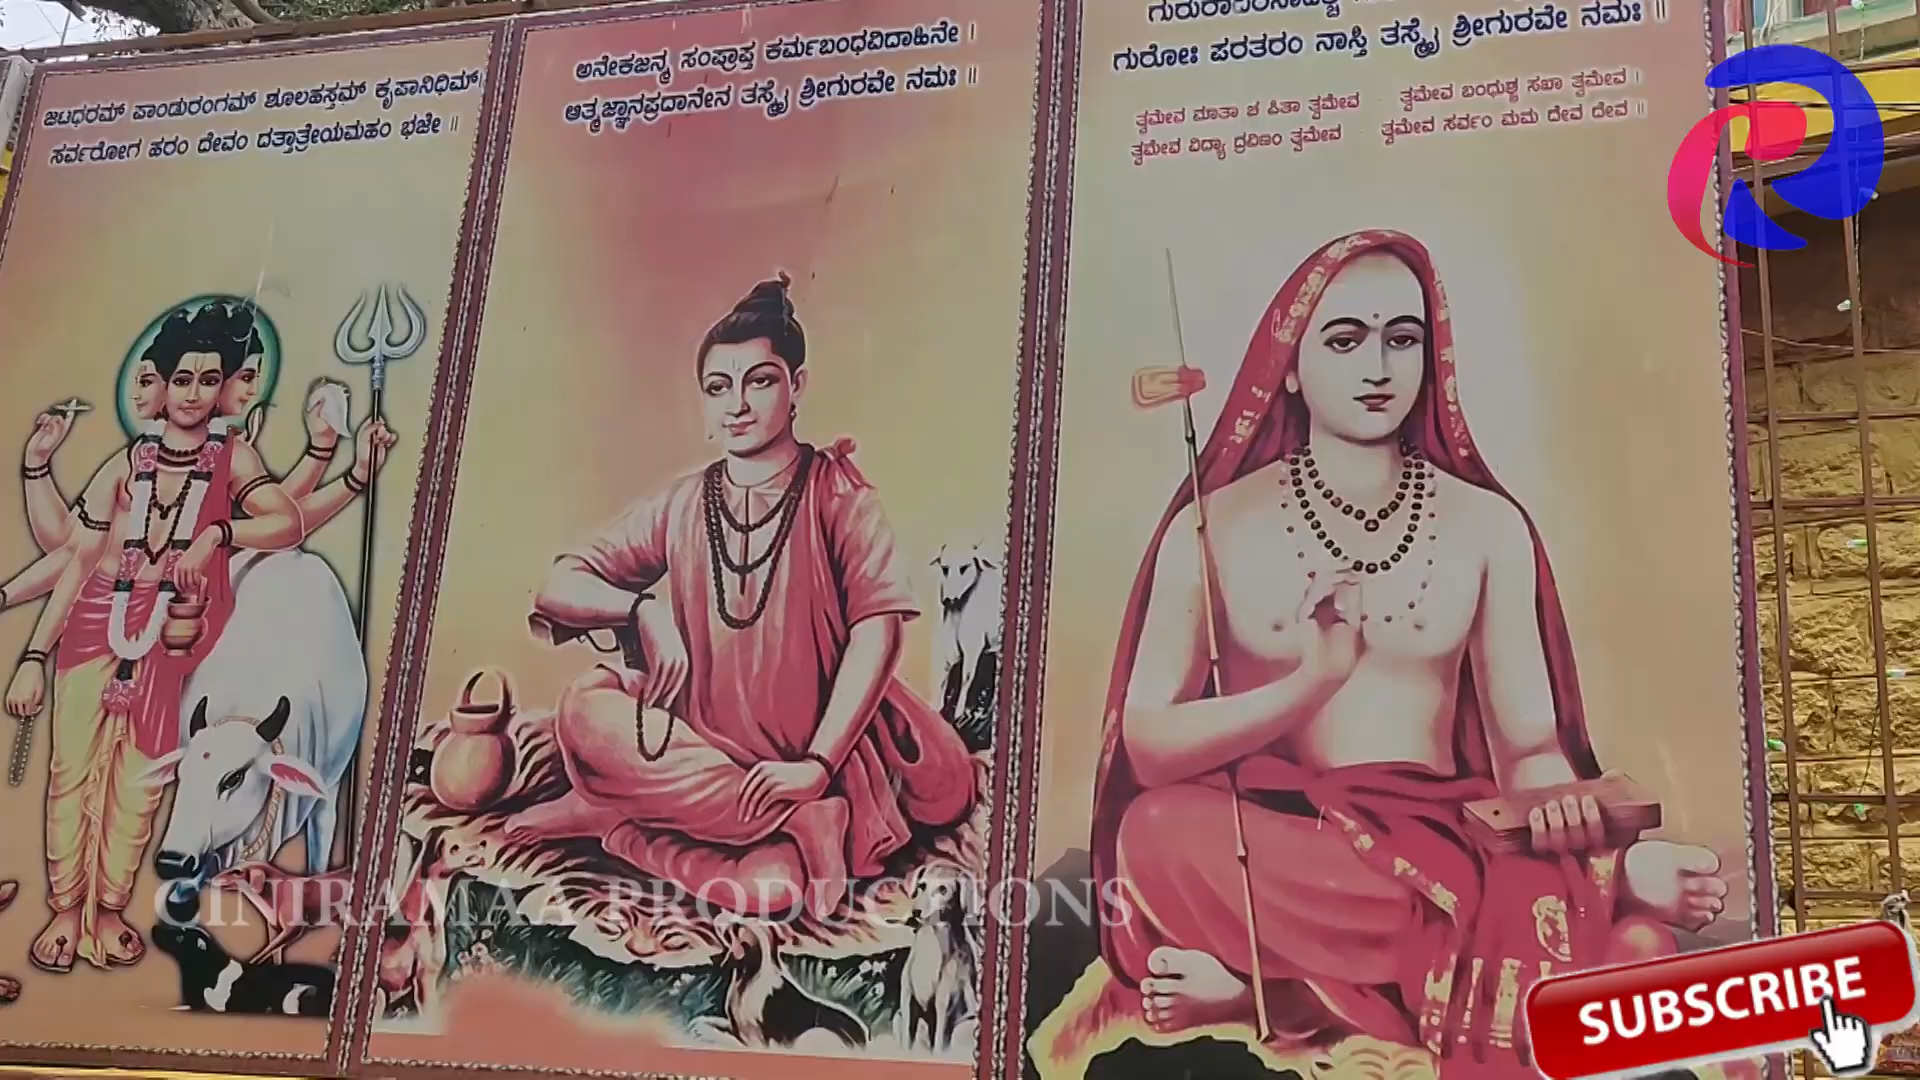 ಜಟಧರಮ್ ಪಾಂಡುರಂಗಮ್ ಶೂಲಹಸ್ತಮ್ ಕೃಪಾನಿಧಿಮ್।
ಸರ್ವರೋಗ ಹರಂ ದೇವಂ ದತ್ತಾತ್ರೇಯಮಹಂ ಭಜೇ ॥
ಅನೇಕಜನ್ಮ ಸಂಪ್ರಾಪ್ತ ಕರ್ಮಬಂಧವಿದಾಹಿನೇ ।
ಆತ್ಮಜ್ಞಾನಪ್ರದಾನೇನ ತಸ್ಮೈ ಶ್ರೀಗುರವೇ ನಮಃ ॥
ಗುರೋಃ ಪರತರಂ ನಾಸ್ತಿ ತಸ್ಮೈ ಶ್ರೀಗುರವೇ ನಮಃ ॥
ತ್ವಮೇವ ಮಾತಾ ಚ ಪಿತಾ ತ್ವಮೇವ ತ್ವಮೇವ ಬಂಧುಶ್ಚ ಸಖಾ ತ್ವಮೇವ ।
ತ್ವಮೇವ ವಿದ್ಯಾ ದ್ರವಿಣಂ ತ್ವಮೇವ ತ್ವಮೇವ ಸರ್ವಂ ಮಮ ದೇವ ದೇವ ॥
CINIRAMAA PRODUCTIONS
SUBSCRIBE